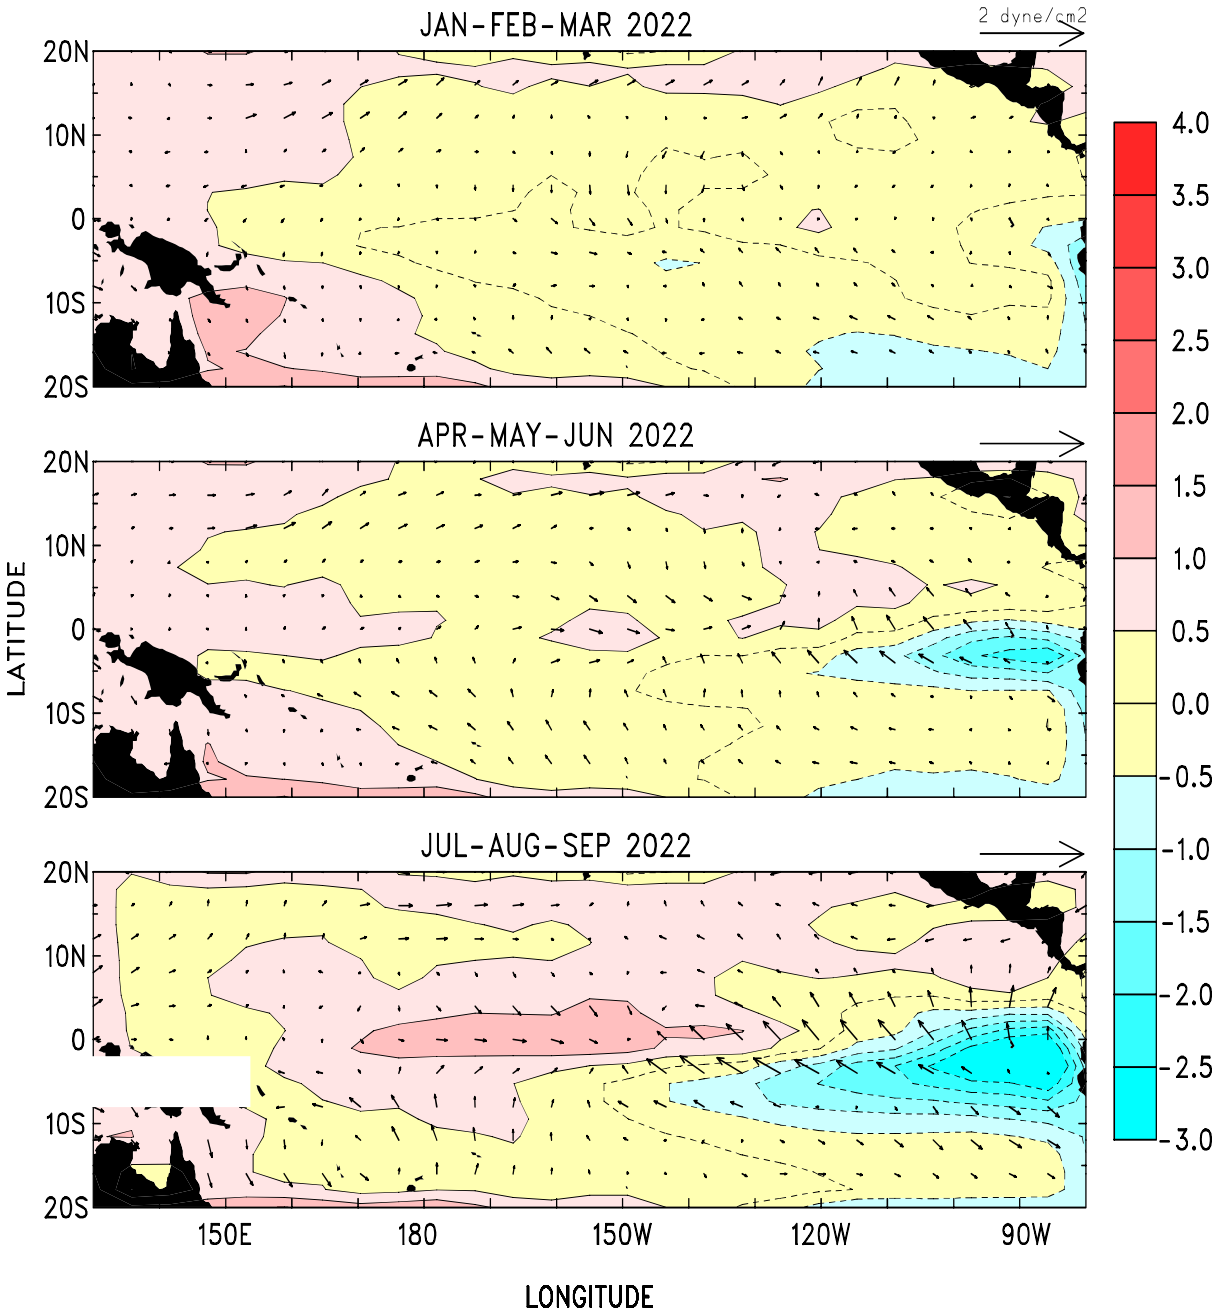 JAN-FEB-MAR 2022
2 dyne/cm2
20N
10N
0
10S
20S
APR-MAY-JUN 2022
20N
10N
0
10S
20S
LATITUDE
JUL-AUG-SEP 2022
20N
10N
0
10S
20S
150E 180 150W 120W 90W
LONGITUDE
4.0
3.5
3.0
2.5
2.0
1.5
1.0
0.5
0.0
-0.5
-1.0
-1.5
-2.0
-2.5
-3.0